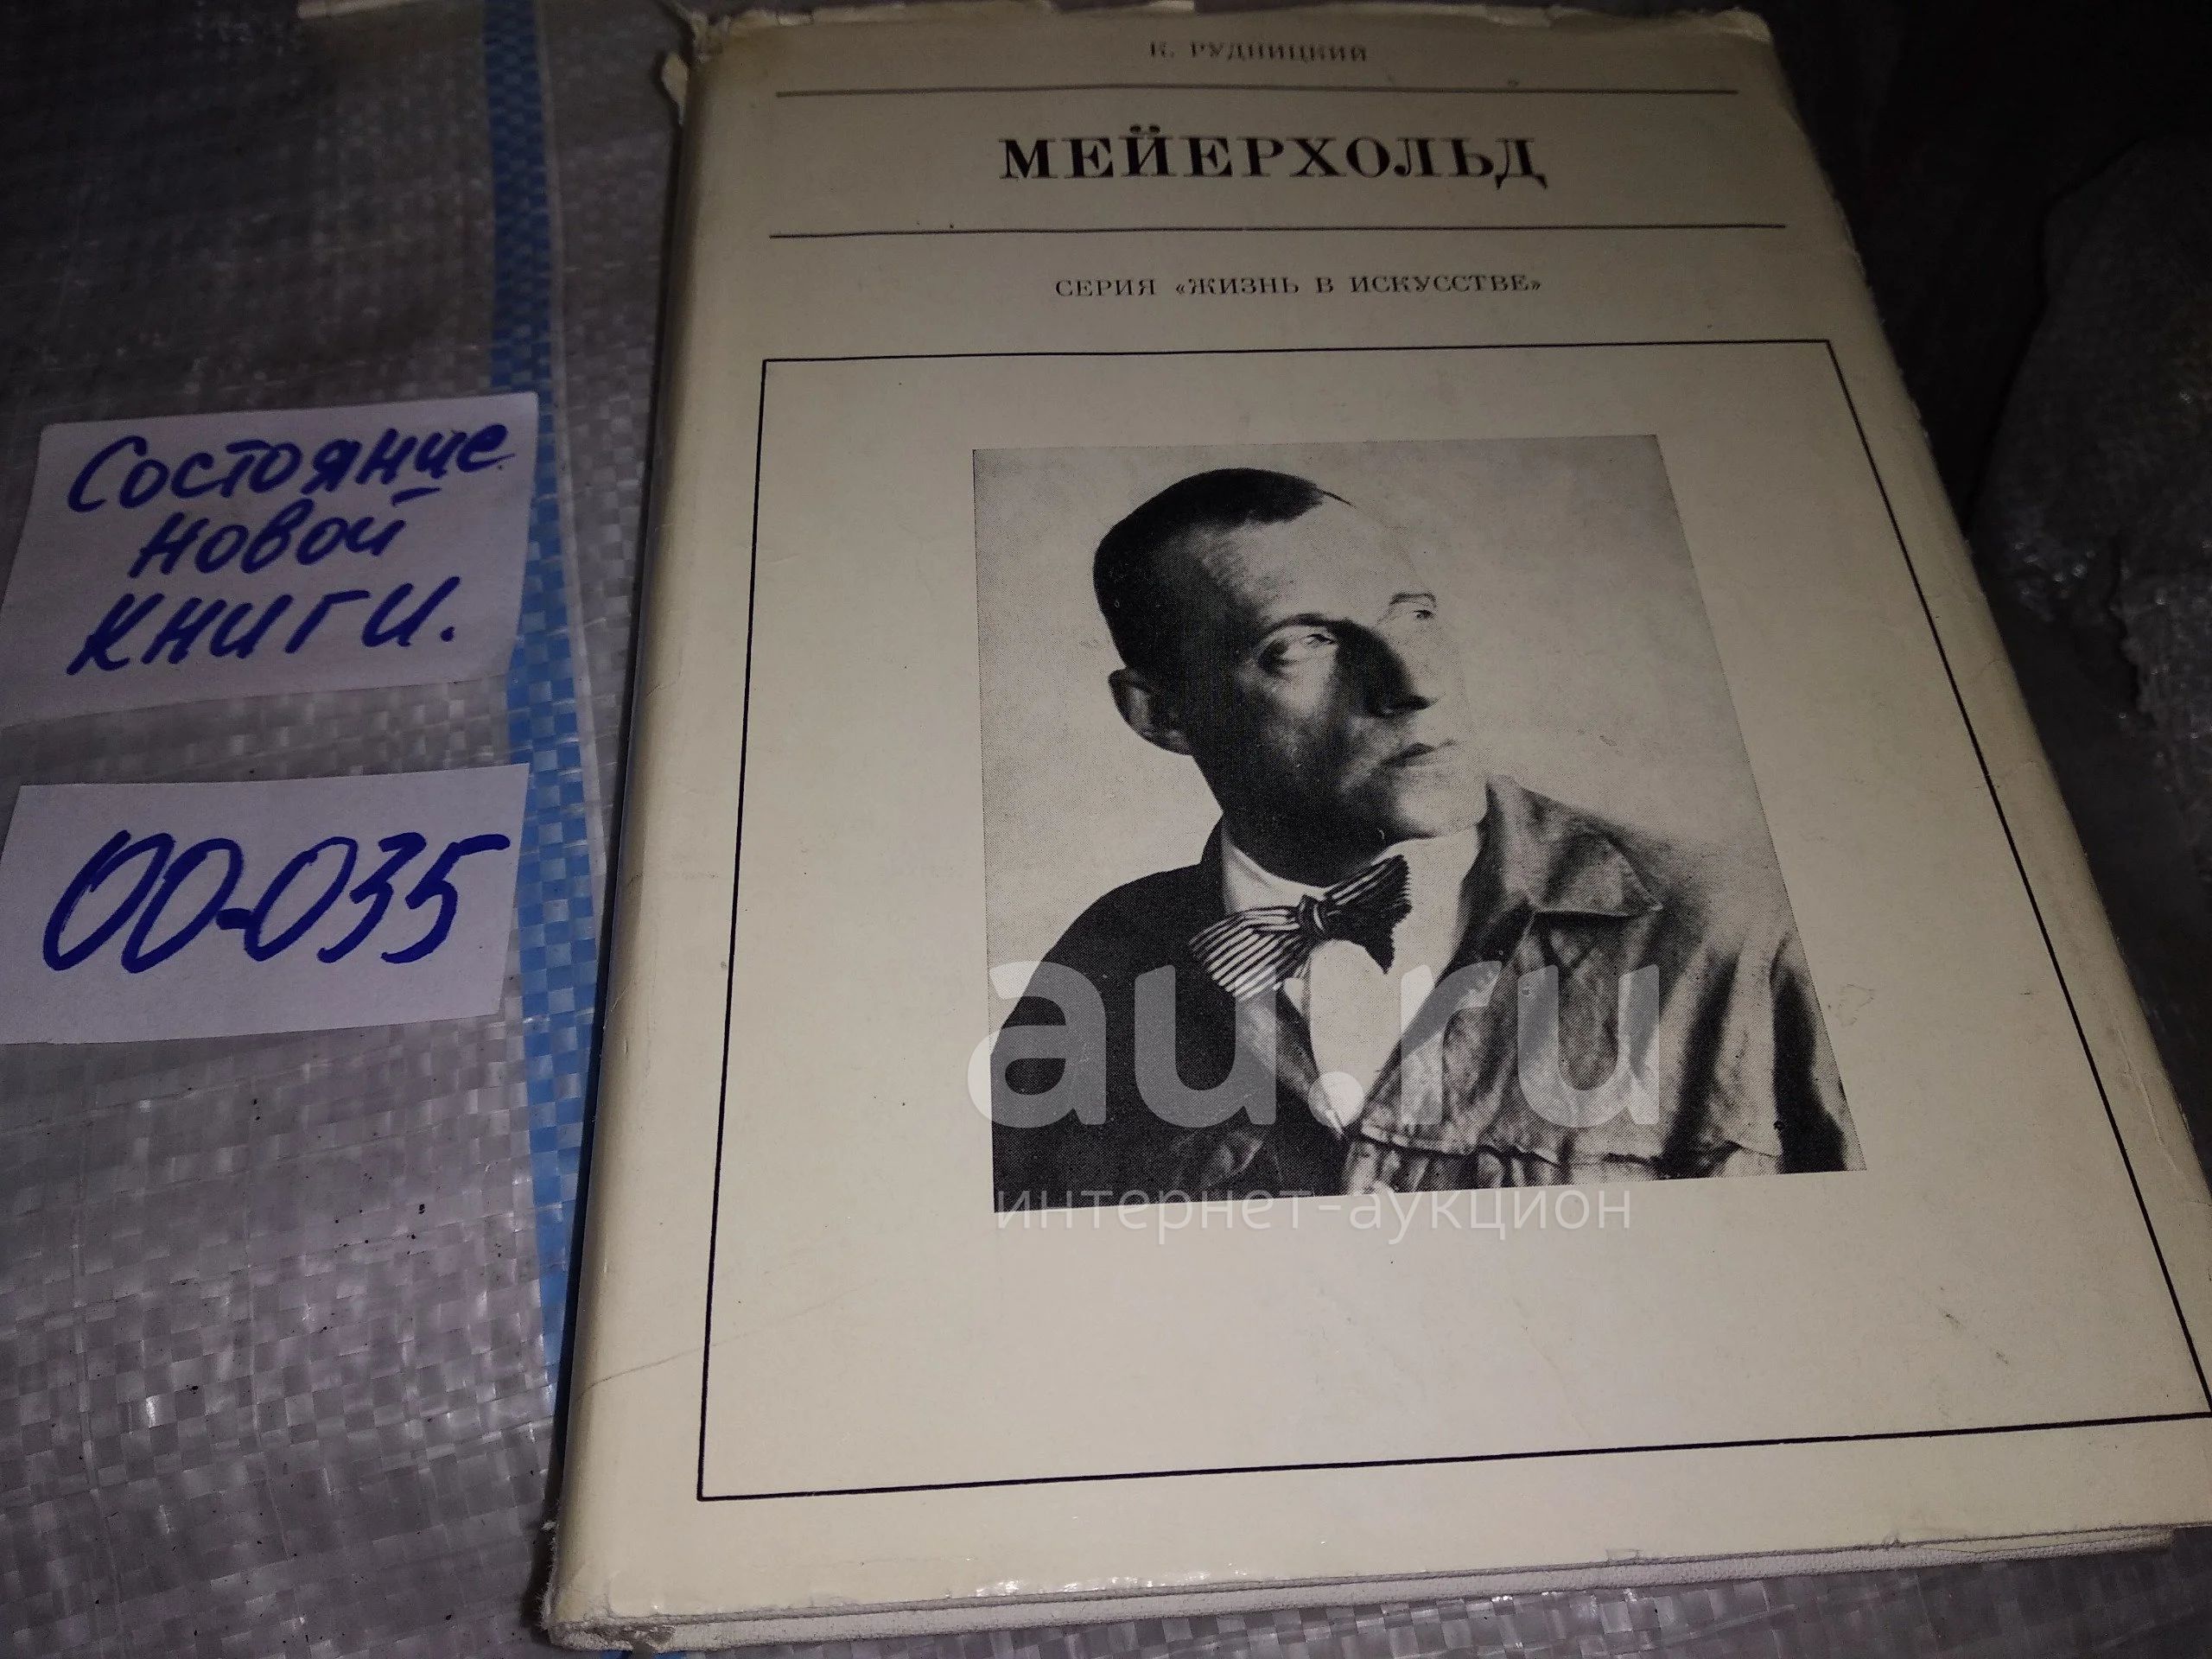 К. РУДНИЦКИЙ
МЕЙЕРХОЛЬД
СЕРИЯ «ЖИЗНЬ В ИСКУССТВЕ»
Состояние
новой
книги.
00-035
au.ru
интернет-аукцион